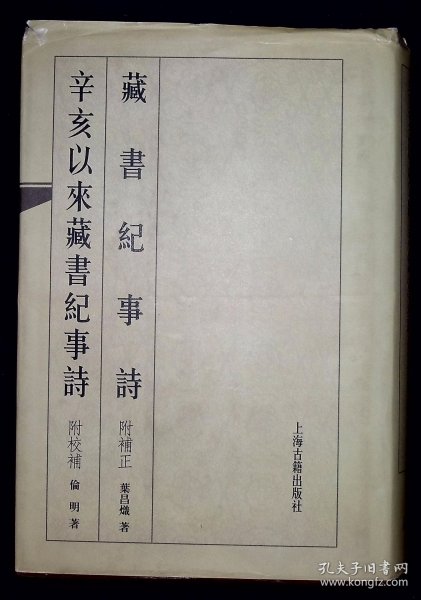 藏書紀事詩 附補正 葉昌熾 著
辛亥以來藏書紀事詩 附校補 倫明著
上海古籍出版社
孔夫子旧书网
www.kongfz.com